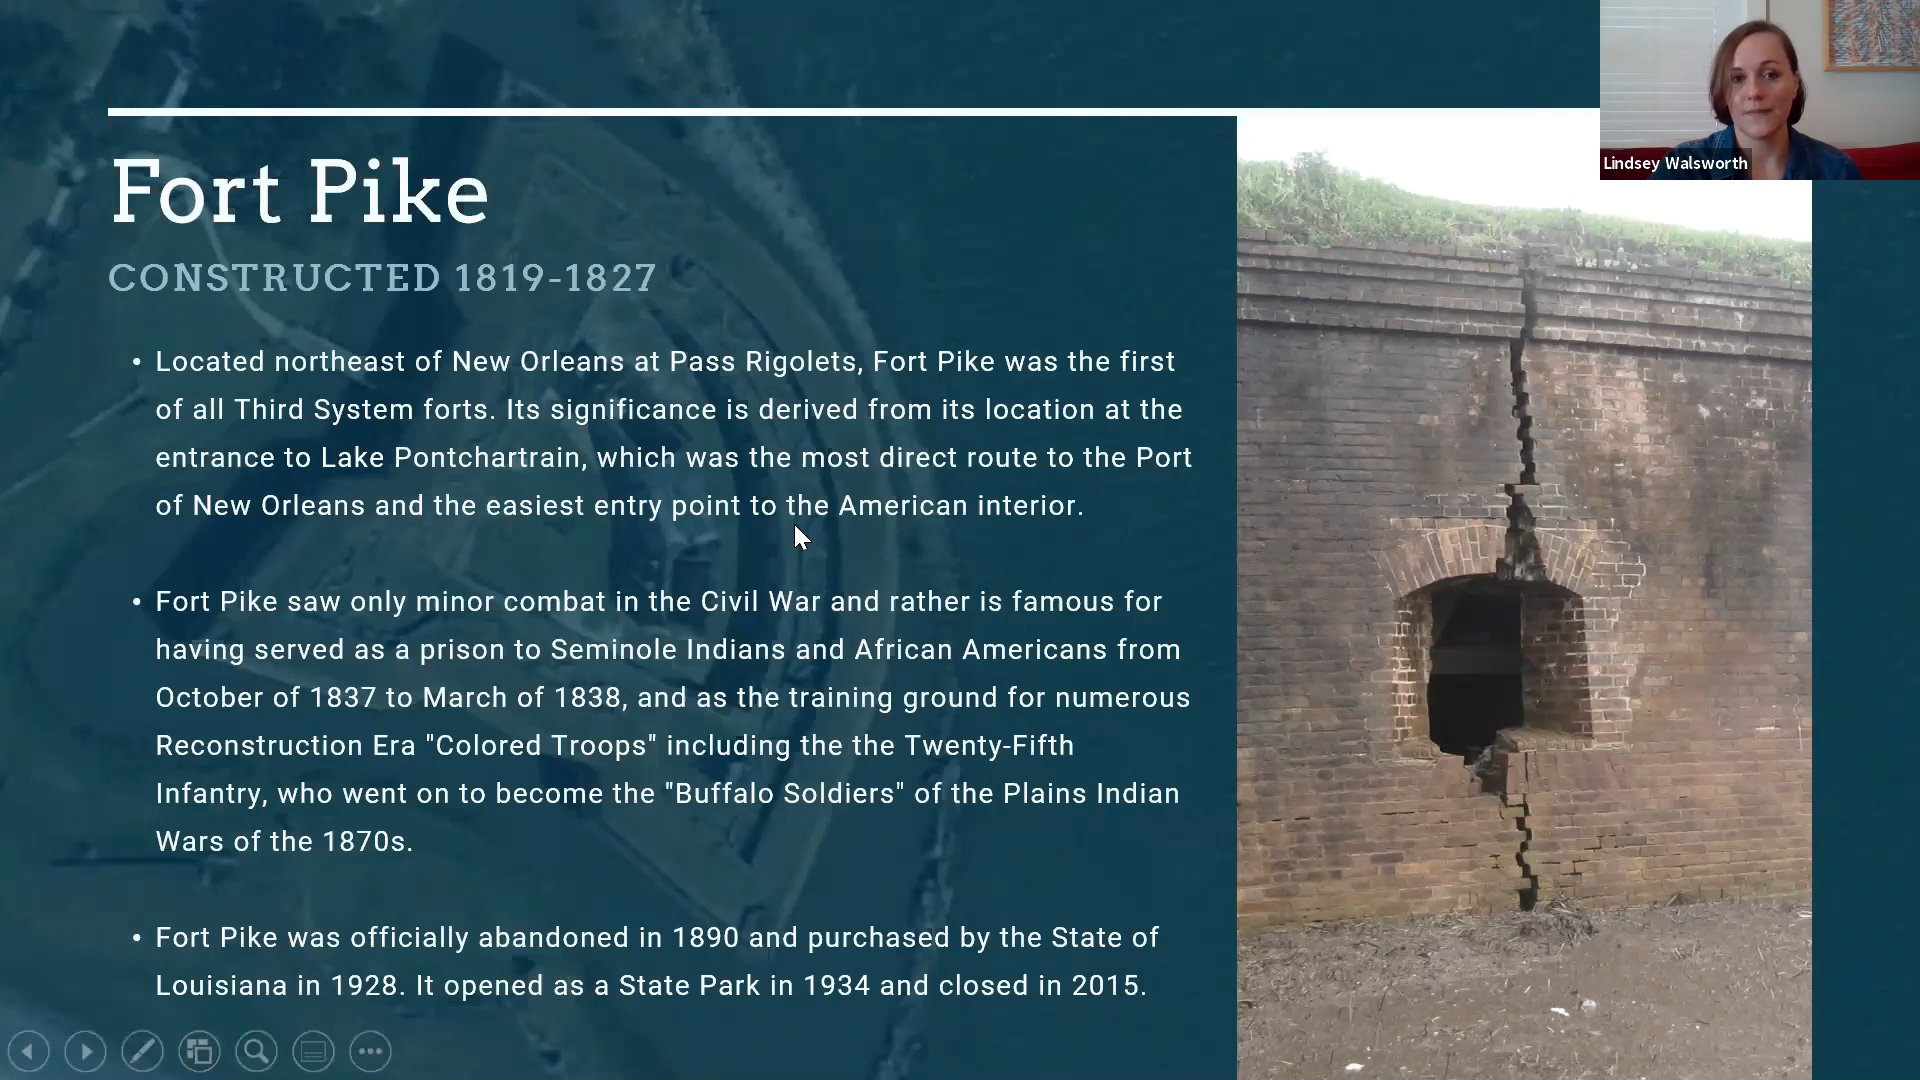 Lindsey Walsworth
Fort Pike
CONSTRUCTED 1819-1827
• Located northeast of New Orleans at Pass Rigolets, Fort Pike was the first
of all Third System forts. Its significance is derived from its location at the
entrance to Lake Pontchartrain, which was the most direct route to the Port
of New Orleans and the easiest entry point to the American interior.
• Fort Pike saw only minor combat in the Civil War and rather is famous for
having served as a prison to Seminole Indians and African Americans from
October of 1837 to March of 1838, and as the training ground for numerous
Reconstruction Era "Colored Troops" including the the Twenty-Fifth
Infantry, who went on to become the "Buffalo Soldiers" of the Plains Indian
Wars of the 1870s.
• Fort Pike was officially abandoned in 1890 and purchased by the State of
Louisiana in 1928. It opened as a State Park in 1934 and closed in 2015.